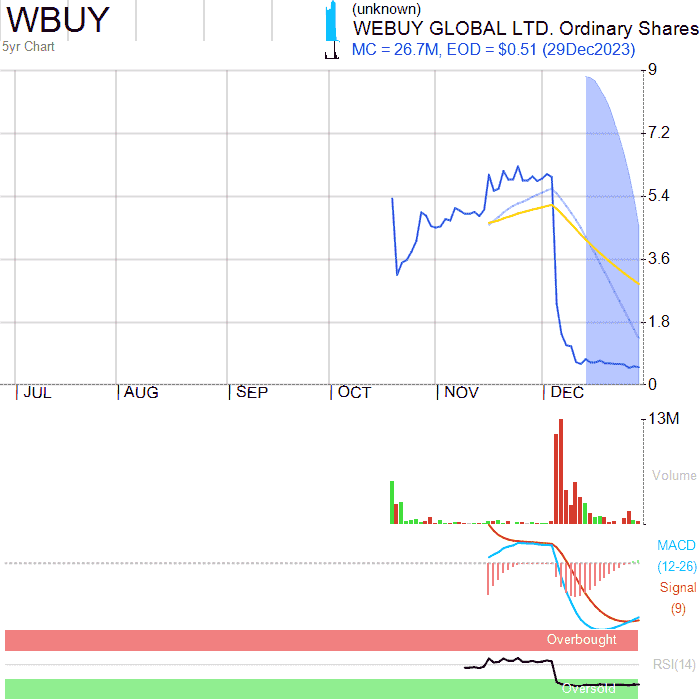 WBUY
5yr Chart
(unknown)
WEBUY GLOBAL LTD. Ordinary Shares
MC = 26.7M, EOD = $0.51 (29Dec2023)
9
7.2
5.4
3.6
1.8
0
JUL
AUG
SEP
OCT
NOV
DEC
13M
Volume
MACD
(12-26)
Signal
(9)
Overbought
RSI(14)
Oversold